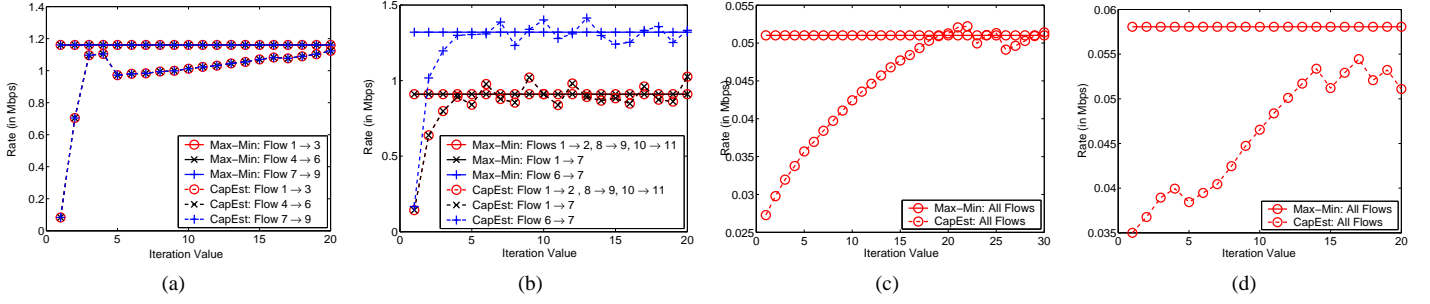 1.4
1.2
1
0.8
0.6
0.4
0.2
0
0 5 10 15 20
Rate (in Mbps)
Iteration Value
Max−Min: Flow 1 → 3
Max−Min: Flow 4 → 6
Max−Min: Flow 7 → 9
CapEst: Flow 1 → 3
CapEst: Flow 4 → 6
CapEst: Flow 7 → 9
(a)
1.5
1
0.5
0
0 5 10 15 20
Rate (in Mbps)
Iteration Value
Max−Min: Flows 1 → 2, 8 → 9, 10 → 11
Max−Min: Flow 1 → 7
Max−Min: Flow 6 → 7
CapEst: Flow 1 → 2 , 8 → 9, 10 → 11
CapEst: Flow 1 → 7
CapEst: Flow 6 → 7
(b)
0.055
0.05
0.045
0.04
0.035
0.03
0.025
0 5 10 15 20 25 30
Rate (in Mbps)
Iteration Value
Max−Min: All Flows
CapEst: All Flows
(c)
0.06
0.055
0.05
0.045
0.04
0.035
0 5 10 15 20
Rate (in Mbps)
Iteration Value
Max−Min: All Flows
CapEst: All Flows
(d)